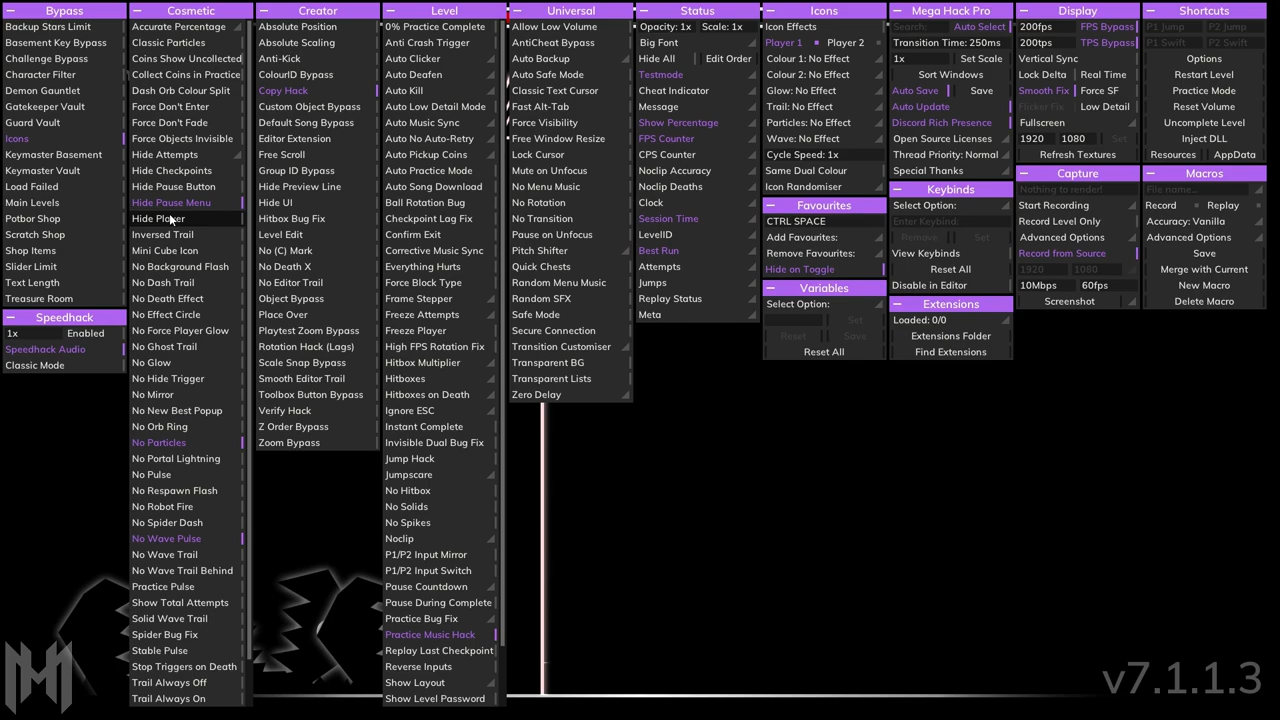 Bypass
Backup Stars Limit
Basement Key Bypass
Challenge Bypass
Character Filter
Demon Gauntlet
Gatekeeper Vault
Guard Vault
Icons
Keymaster Basement
Keymaster Vault
Load Failed
Main Levels
Potbor Shop
Scratch Shop
Shop Items
Slider Limit
Text Length
Treasure Room
Speedhack
1x Enabled
Speedhack Audio
Classic Mode
Cosmetic
Accurate Percentage
Classic Particles
Coins Show Uncollected
Collect Coins in Practice
Dash Orb Colour Split
Force Don't Enter
Force Don't Fade
Force Objects Invisible
Hide Attempts
Hide Checkpoints
Hide Pause Button
Hide Pause Menu
Hide Player
Inversed Trail
Mini Cube Icon
No Background Flash
No Dash Trail
No Death Effect
No Effect Circle
No Force Player Glow
No Ghost Trail
No Glow
No Hide Trigger
No Mirror
No New Best Popup
No Orb Ring
No Particles
No Portal Lightning
No Pulse
No Respawn Flash
No Robot Fire
No Spider Dash
No Wave Pulse
No Wave Trail
No Wave Trail Behind
Practice Pulse
Show Total Attempts
Solid Wave Trail
Spider Bug Fix
Stable Pulse
Stop Triggers on Death
Trail Always Off
Trail Always On
Creator
Absolute Position
Absolute Scaling
Anti-Kick
ColourID Bypass
Copy Hack
Custom Object Bypass
Default Song Bypass
Editor Extension
Free Scroll
Group ID Bypass
Hide Preview Line
Hide UI
Hitbox Bug Fix
Level Edit
No (C) Mark
No Death X
No Editor Trail
Object Bypass
Place Over
Playtest Zoom Bypass
Rotation Hack (Lags)
Scale Snap Bypass
Smooth Editor Trail
Toolbox Button Bypass
Verify Hack
Z Order Bypass
Zoom Bypass
Level
0% Practice Complete
Anti Crash Trigger
Auto Clicker
Auto Deafen
Auto Kill
Auto Low Detail Mode
Auto Music Sync
Auto No Auto-Retry
Auto Pickup Coins
Auto Practice Mode
Auto Song Download
Ball Rotation Bug
Checkpoint Lag Fix
Confirm Exit
Corrective Music Sync
Everything Hurts
Force Block Type
Frame Stepper
Freeze Attempts
Freeze Player
High FPS Rotation Fix
Hitbox Multiplier
Hitboxes
Hitboxes on Death
Ignore ESC
Instant Complete
Invisible Dual Bug Fix
Jump Hack
Jumpscare
No Hitbox
No Solids
No Spikes
Noclip
P1/P2 Input Mirror
P1/P2 Input Switch
Pause Countdown
Pause During Complete
Practice Bug Fix
Practice Music Hack
Replay Last Checkpoint
Reverse Inputs
Show Layout
Show Level Password
Universal
Allow Low Volume
AntiCheat Bypass
Auto Backup
Auto Safe Mode
Classic Text Cursor
Fast Alt-Tab
Force Visibility
Free Window Resize
Lock Cursor
Mute on Unfocus
No Menu Music
No Rotation
No Transition
Pause on Unfocus
Pitch Shifter
Quick Chests
Random Menu Music
Random SFX
Safe Mode
Secure Connection
Transition Customiser
Transparent BG
Transparent Lists
Zero Delay
Status
Opacity: 1x Scale: 1x
Big Font
Hide All Edit Order
Testmode
Cheat Indicator
Message
Show Percentage
FPS Counter
CPS Counter
Noclip Accuracy
Noclip Deaths
Clock
Session Time
LevelID
Best Run
Attempts
Jumps
Replay Status
Meta
Icons
Icon Effects
Player 1 Player 2
Colour 1: No Effect
Colour 2: No Effect
Glow: No Effect
Trail: No Effect
Particles: No Effect
Wave: No Effect
Cycle Speed: 1x
Same Dual Colour
Icon Randomiser
Favourites
CTRL SPACE
Add Favourites:
Remove Favourites:
Hide on Toggle
Variables
Select Option:
Set
Reset Save
Reset All
Mega Hack Pro
Search: Auto Select
Transition Time: 250ms
1x Set Scale
Sort Windows
Auto Save Save
Auto Update
Discord Rich Presence
Open Source Licenses
Thread Priority: Normal
Special Thanks
Keybinds
Select Option:
Enter Keybind:
Remove Set
View Keybinds
Reset All
Disable in Editor
Extensions
Loaded: 0/0
Extensions Folder
Find Extensions
Display
200fps FPS Bypass
200tps TPS Bypass
Vertical Sync
Lock Delta Real Time
Smooth Fix Force SF
Flicker Fix Low Detail
Fullscreen
1920 1080 Set
Refresh Textures
Capture
Nothing to render!
Start Recording
Record Level Only
Advanced Options
Record from Source
1920 1080
10Mbps 60fps
Screenshot
Shortcuts
P1 Jump P2 Jump
P1 Swift P2 Swift
Options
Restart Level
Practice Mode
Reset Volume
Uncomplete Level
Inject DLL
Resources AppData
Macros
File name...
Record Replay
Accuracy: Vanilla
Advanced Options
Save
Merge with Current
New Macro
Delete Macro
v7.1.1.3